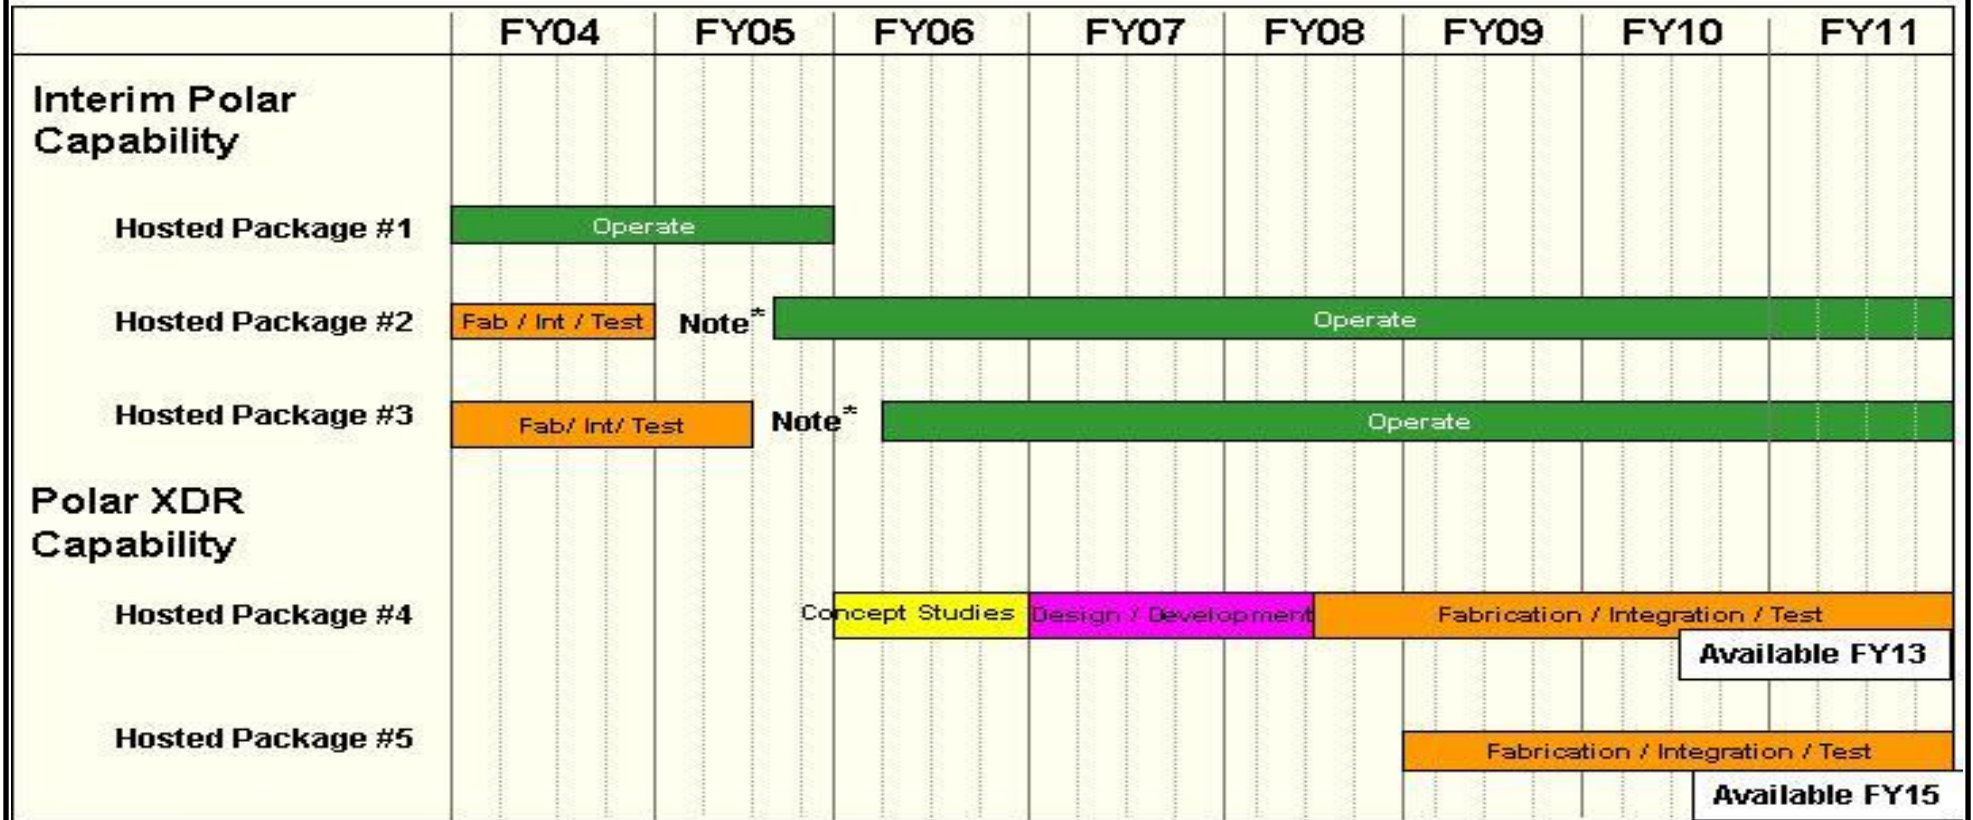 FY04 FY05 FY06 FY07 FY08 FY09 FY10 FY11
Interim Polar
Capability
Hosted Package #1 Operate
Hosted Package #2 Fab / Int / Test Note* Operate
Hosted Package #3 Fab/ Int/ Test Note* Operate
Polar XDR
Capability
Hosted Package #4 Concept Studies Design / Development Fabrication / Integration / Test
Available FY13
Hosted Package #5 Fabrication / Integration / Test
Available FY15